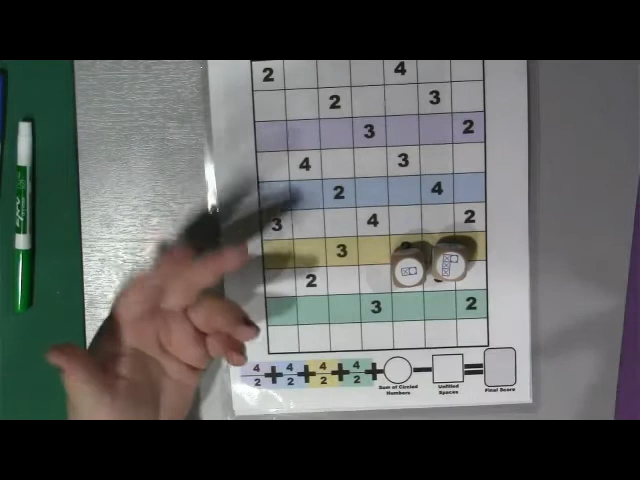 2 4
2 3
3 2
4 3
2 4
3 4 2
3
2
3 2
4/2 + 4/2 + 4/2 + 4/2 + - =
Sum of Circled Numbers
Unfilled Spaces
Final Score
EXPO